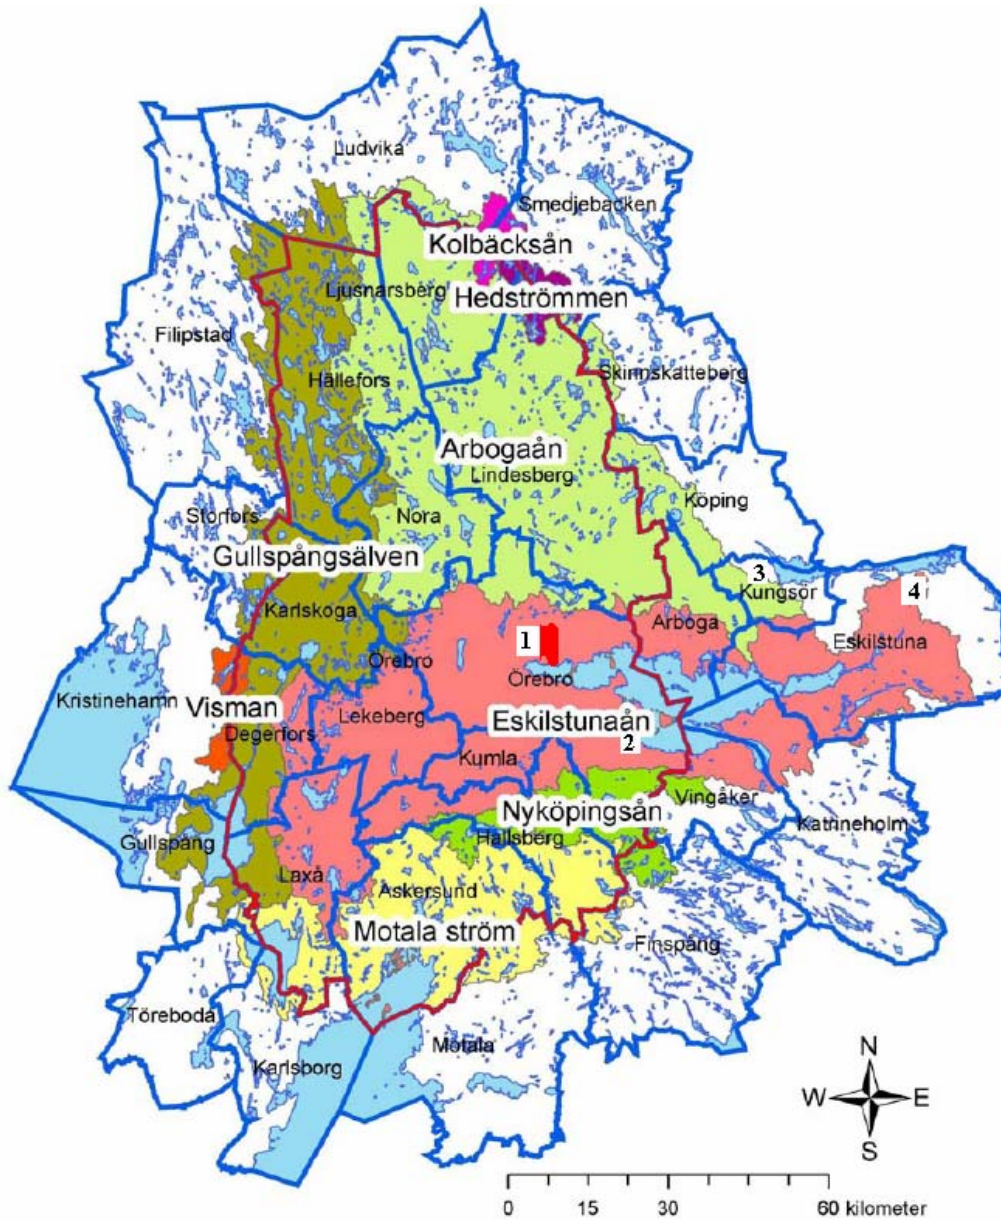 Ludvika
Smedjebacken
Kolbäcksån
Ljusnarsberg
Hedströmmen
Filipstad
Skinnskatteberg
Hällefors
Arbogaån
Lindesberg
Köping
Storfors
Nora
Gullspångsälven
3
Kungsör
4
Karlskoga
Arboga
1
Eskilstuna
Örebro
Örebro
Kristinehamn
Visman
Lekeberg
Eskilstunaån
Degerfors
2
Kumla
Vingåker
Katrineholm
Nyköpingsån
Hallsberg
Gullspång
Laxå
Askersund
Motala ström
Finspång
Töreboda
Motala
Karlsborg
N
W
E
S
0 15 30 60 kilometer